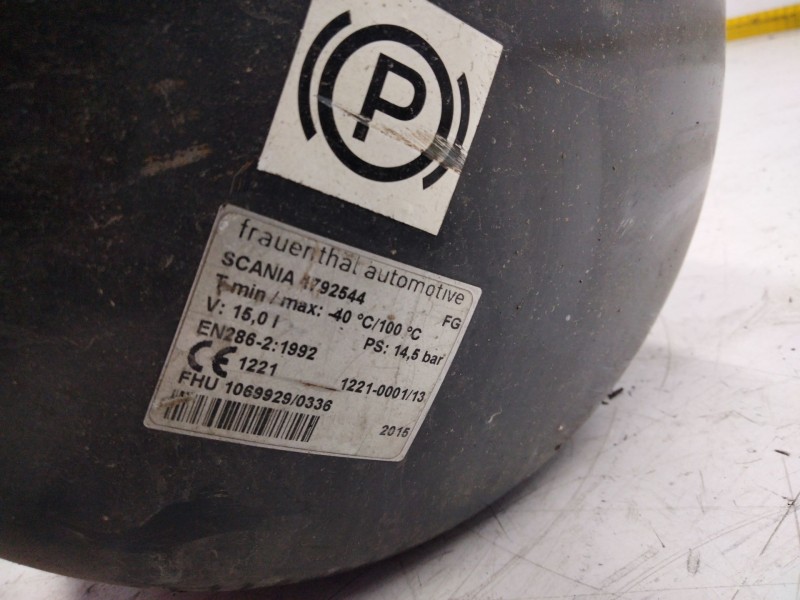 P
frauenthal automotive
SCANIA 1792544 FG
T min / max: -40 °C/100 °C
V: 15,0 l PS: 14,5 bar
EN286-2:1992
CE 1221 1221-0001/13
FHU 1069929/0336
2015